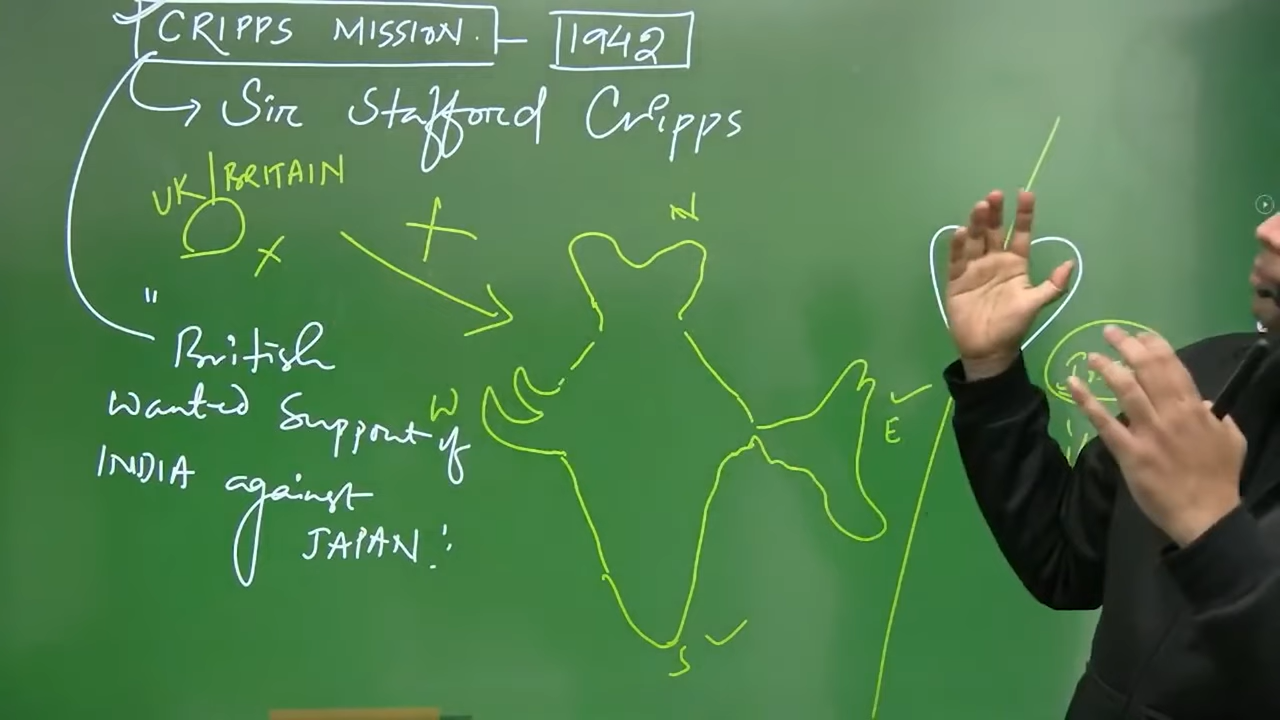 CRIPPS MISSION. - 1942
Sir Stafford Cripps
UK | BRITAIN
N
"
British
wanted Support of
INDIA against
JAPAN!
W
E
S